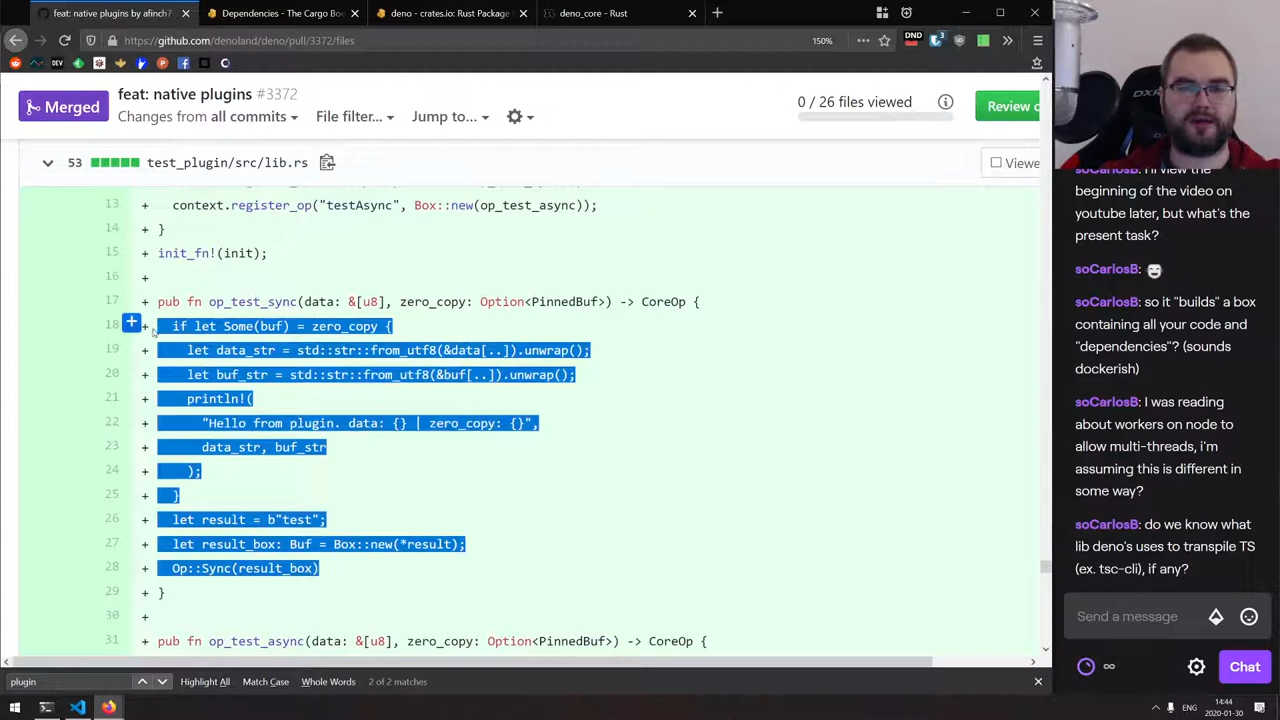 feat: native plugins by afinch7
Dependencies - The Cargo Boo
deno - crates.io: Rust Package
deno_core - Rust
https://github.com/denoland/deno/pull/3372/files
150%
DND
3
DEV
Merged
feat: native plugins #3372
Changes from all commits
File filter...
Jump to...
0 / 26 files viewed
Review c
53
test_plugin/src/lib.rs
Viewe
13 + context.register_op("testAsync", Box::new(op_test_async));
14 + }
15 + init_fn!(init);
16 +
17 + pub fn op_test_sync(data: &[u8], zero_copy: Option<PinnedBuf>) -> CoreOp {
18 + if let Some(buf) = zero_copy {
19 + let data_str = std::str::from_utf8(&data[..]).unwrap();
20 + let buf_str = std::str::from_utf8(&buf[..]).unwrap();
21 + println!(
22 + "Hello from plugin. data: {} | zero_copy: {}",
23 + data_str, buf_str
24 + );
25 + }
26 + let result = b"test";
27 + let result_box: Buf = Box::new(*result);
28 + Op::Sync(result_box)
29 + }
30 +
31 + pub fn op_test_async(data: &[u8], zero_copy: Option<PinnedBuf>) -> CoreOp {
plugin
Highlight All
Match Case
Whole Words
2 of 2 matches
DXR
soCarlosB: I'll view the
beginning of the video on
youtube later, but what's the
present task?
soCarlosB:
soCarlosB: so it "builds" a box
containing all your code and
"dependencies"? (sounds
dockerish)
soCarlosB: I was reading
about workers on node to
allow multi-threads, i'm
assuming this is different in
some way?
soCarlosB: do we know what
lib deno's uses to transpile TS
(ex. tsc-cli), if any?
Send a message
∞
Chat
ENG
14:44
2020-01-30